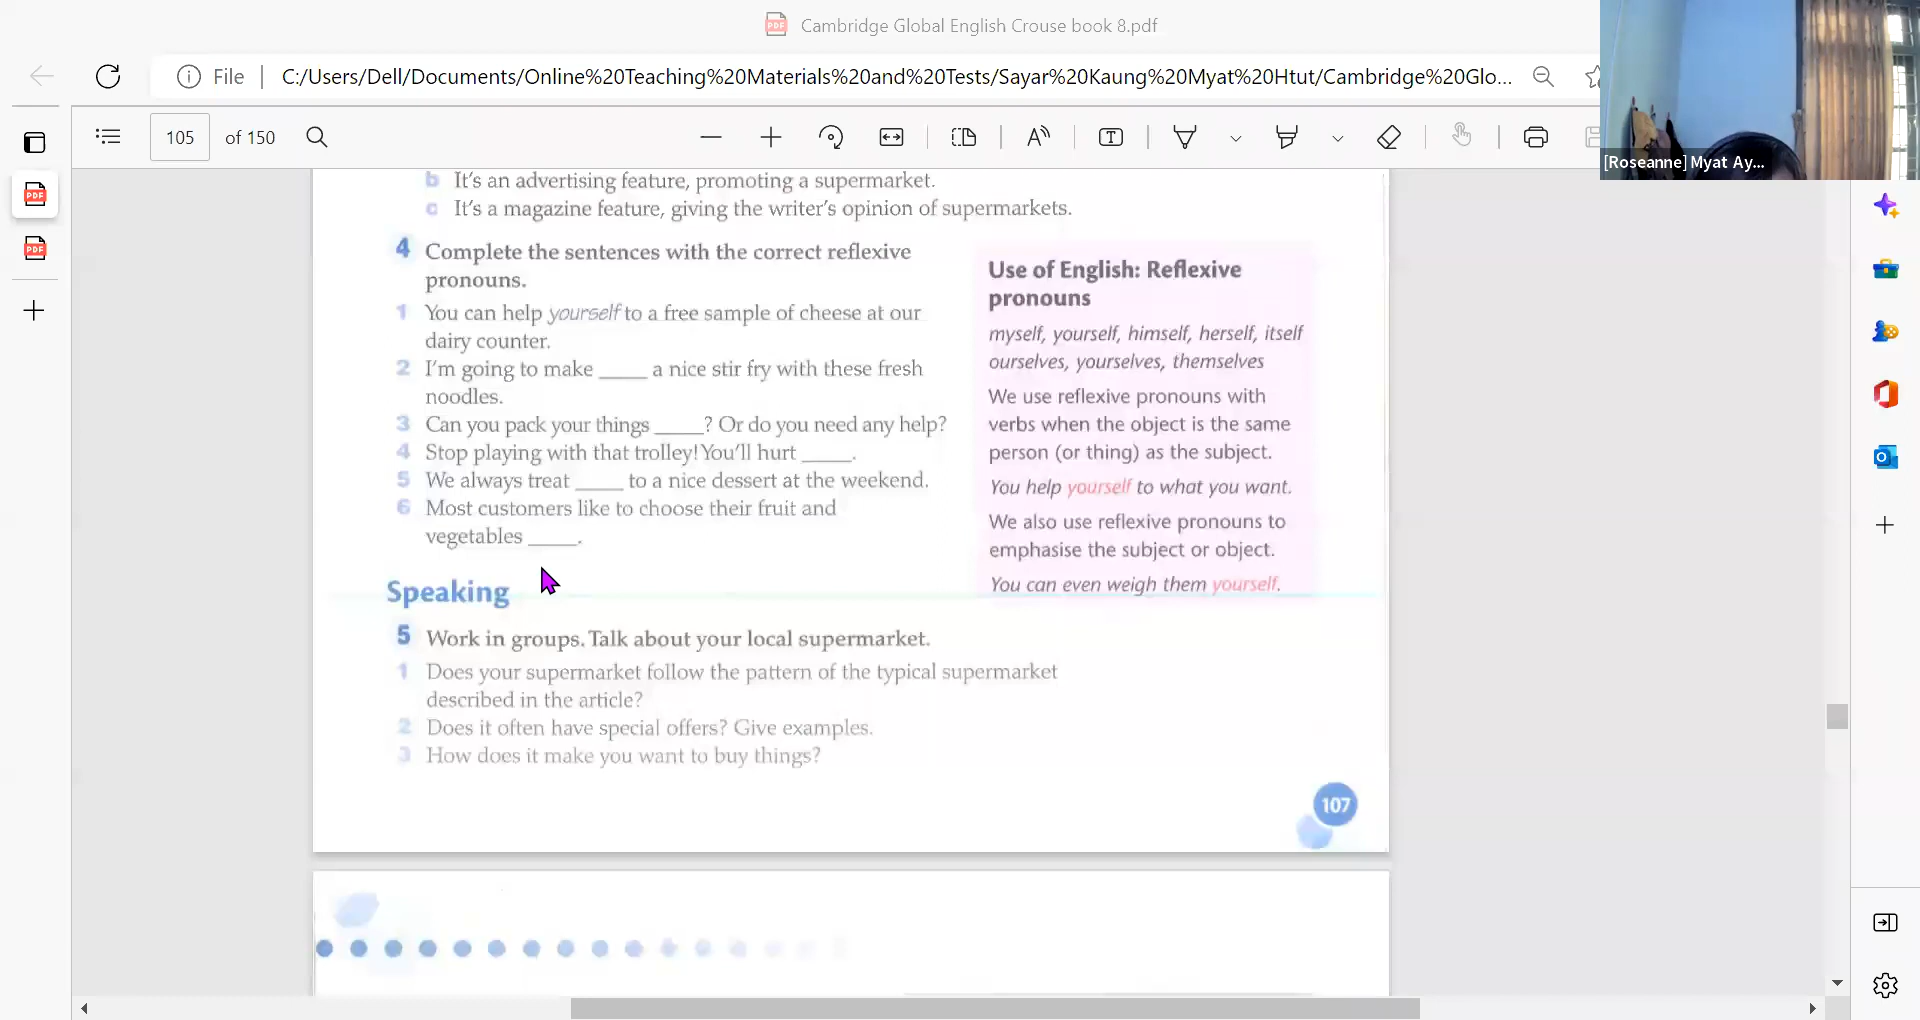 Cambridge Global English Crouse book 8.pdf
File
C:/Users/Dell/Documents/Online%20Teaching%20Materials%20and%20Tests/Sayar%20Kaung%20Myat%20Htut/Cambridge%20Glo...
[Roseanne] Myat Ay...
105 of 150
b It's an advertising feature, promoting a supermarket.
c It's a magazine feature, giving the writer's opinion of supermarkets.
4 Complete the sentences with the correct reflexive
pronouns.
1 You can help yourself to a free sample of cheese at our
dairy counter.
2 I'm going to make _____ a nice stir fry with these fresh
noodles.
3 Can you pack your things _____? Or do you need any help?
4 Stop playing with that trolley! You'll hurt _____.
5 We always treat _____ to a nice dessert at the weekend.
6 Most customers like to choose their fruit and
vegetables _____.
Use of English: Reflexive
pronouns
myself, yourself, himself, herself, itself
ourselves, yourselves, themselves
We use reflexive pronouns with
verbs when the object is the same
person (or thing) as the subject.
You help yourself to what you want.
We also use reflexive pronouns to
emphasise the subject or object.
You can even weigh them yourself.
Speaking
5 Work in groups. Talk about your local supermarket.
1 Does your supermarket follow the pattern of the typical supermarket
described in the article?
2 Does it often have special offers? Give examples.
3 How does it make you want to buy things?
107